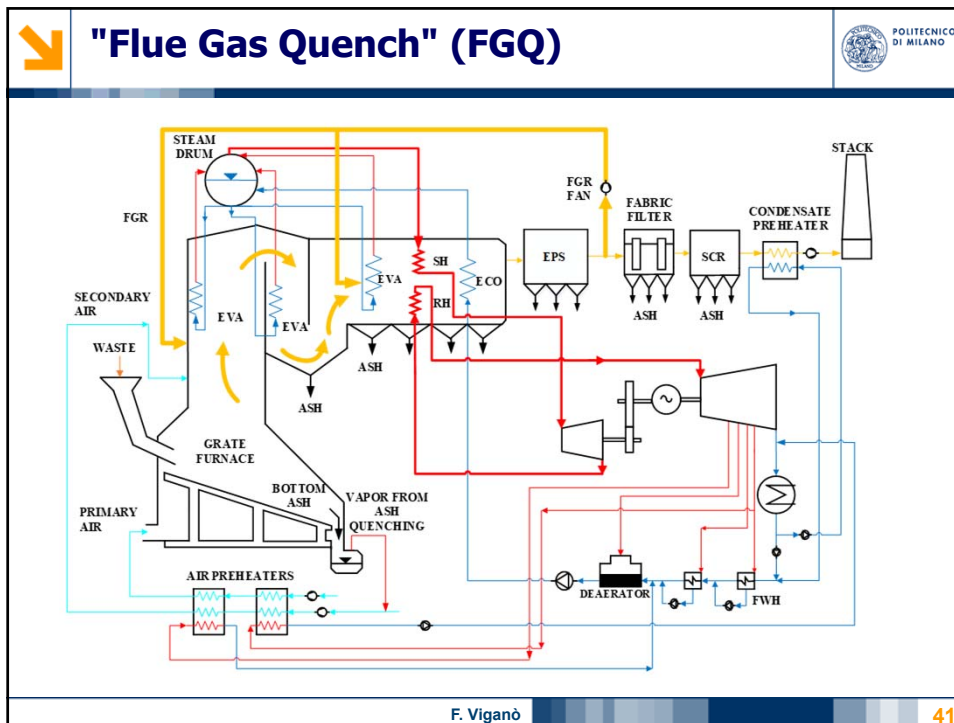 "Flue Gas Quench" (FGQ)
POLITECNICO
DI MILANO
STEAM
DRUM
STACK
FGR
FAN
FGR
FABRIC
FILTER
CONDENSATE
PREHEATER
EPS
SCR
SH
EVA
ECO
RH
SECONDARY
AIR
EVA
EVA
WASTE
ASH
ASH
ASH
ASH
GRATE
FURNACE
BOTTOM
ASH
VAPOR FROM
ASH
QUENCHING
PRIMARY
AIR
AIR PREHEATERS
DEAERATOR
FWH
F. Viganò
41